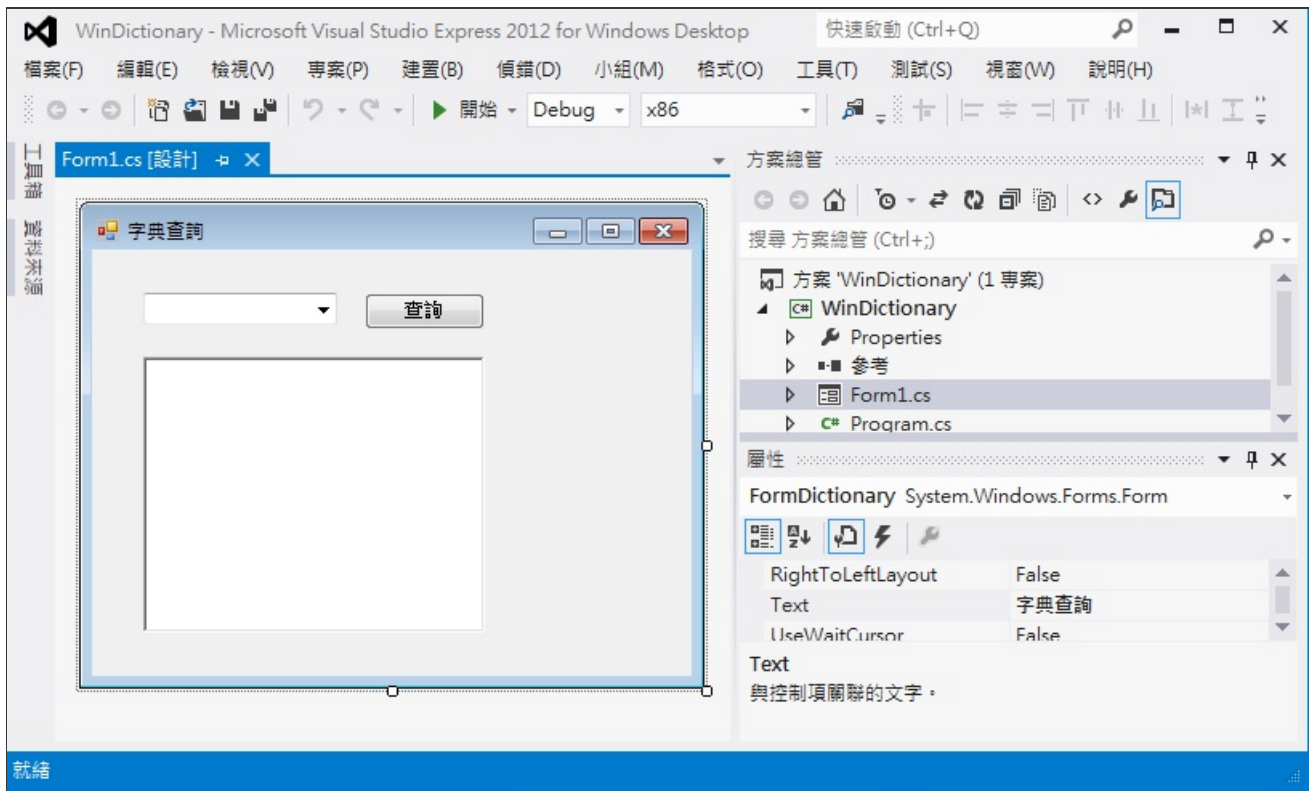 WinDictionary - Microsoft Visual Studio Express 2012 for Windows Desktop 快速啟動 (Ctrl+Q)
檔案(F) 編輯(E) 檢視(V) 專案(P) 建置(B) 偵錯(D) 小組(M) 格式(O) 工具(T) 測試(S) 視窗(W) 說明(H)
開始 Debug x86
工具箱
資料來源
Form1.cs [設計]
字典查詢
查詢
方案總管
搜尋 方案總管 (Ctrl+;)
方案 'WinDictionary' (1 專案)
C# WinDictionary
Properties
參考
Form1.cs
C# Program.cs
屬性
FormDictionary System.Windows.Forms.Form
RightToLeftLayout False
Text 字典查詢
UseWaitCursor False
Text
與控制項關聯的文字。
就緒